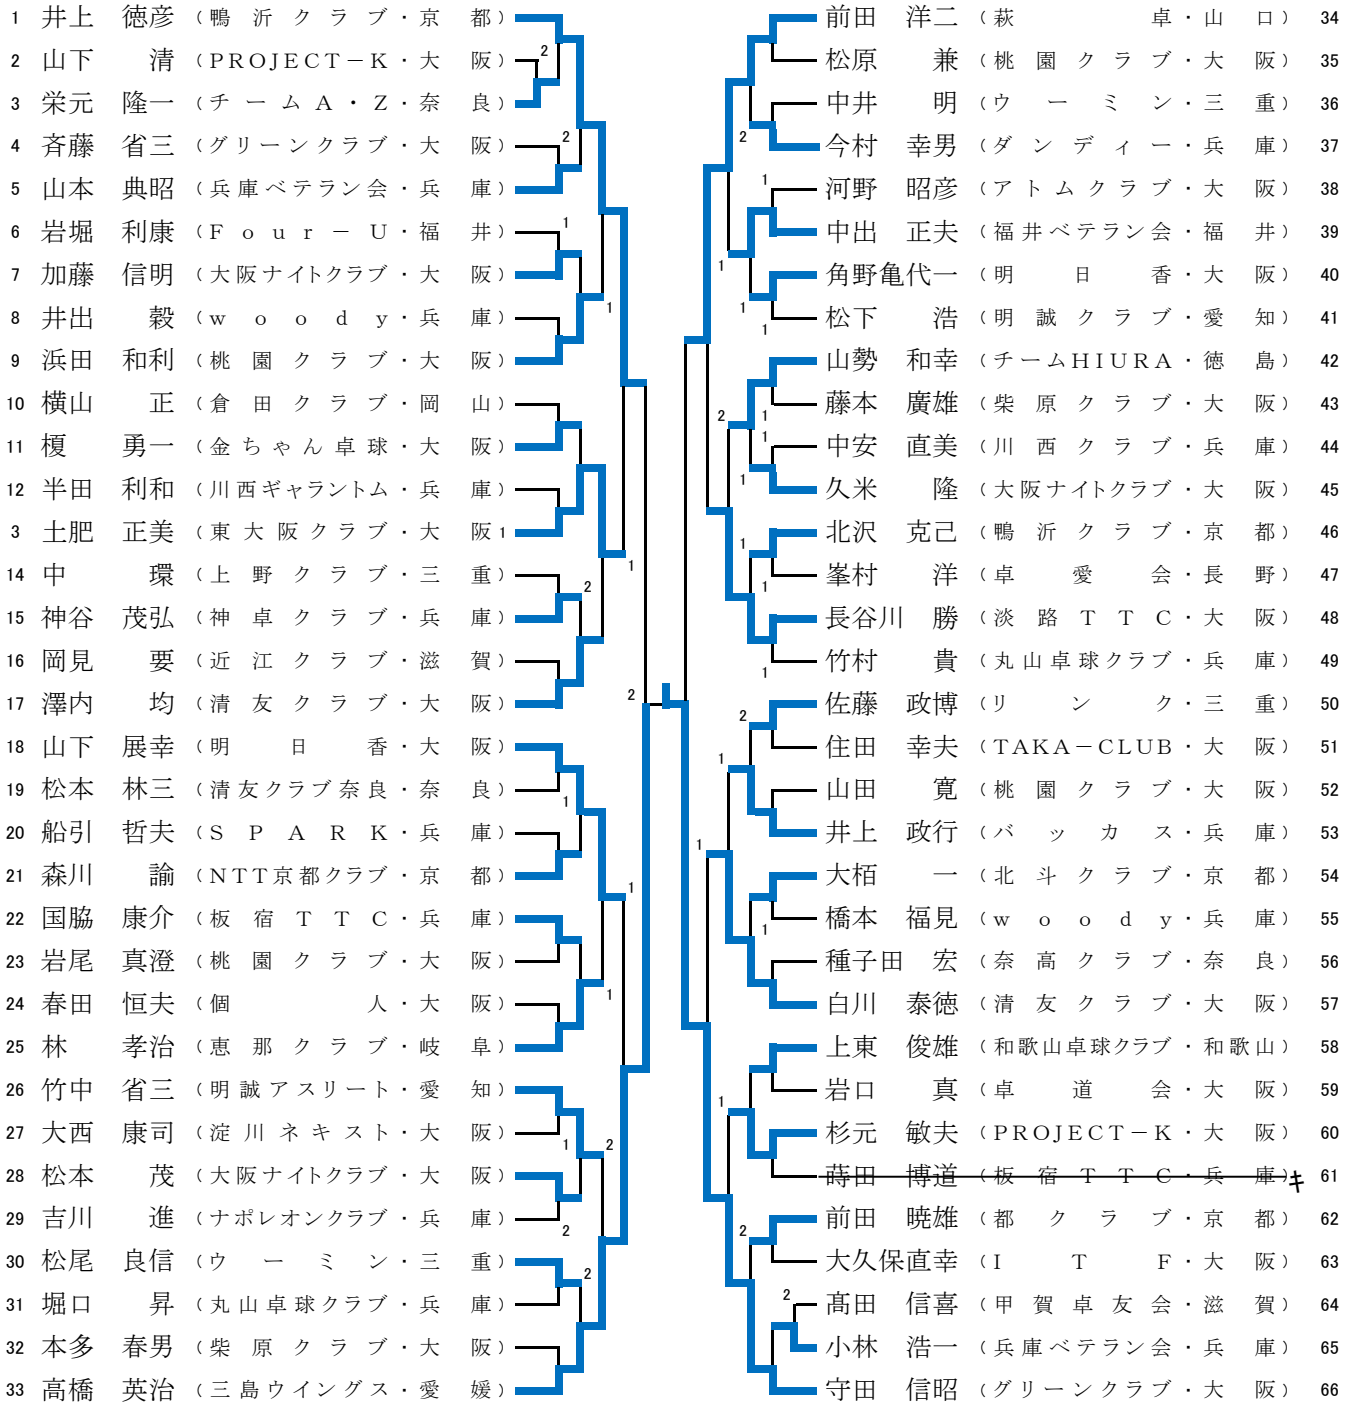 1 井上 徳彦 (鴨沂クラブ・京都)
2 山下 清 (PROJECT－K・大阪)
3 栄元 隆一 (チームA・Z・奈良)
4 斉藤 省三 (グリーンクラブ・大阪)
5 山本 典昭 (兵庫ベテラン会・兵庫)
6 岩堀 利康 (Four－U・福井)
7 加藤 信明 (大阪ナイトクラブ・大阪)
8 井出 毅 (woody・兵庫)
9 浜田 和利 (桃園クラブ・大阪)
10 横山 正 (倉田クラブ・岡山)
11 榎 勇一 (金ちゃん卓球・大阪)
12 半田 利和 (川西ギャラントム・兵庫)
3 土肥 正美 (東大阪クラブ・大阪1
14 中 環 (上野クラブ・三重)
15 神谷 茂弘 (神卓クラブ・兵庫)
16 岡見 要 (近江クラブ・滋賀)
17 澤内 均 (清友クラブ・大阪)
18 山下 展幸 (明日香・大阪)
19 松本 林三 (清友クラブ奈良・奈良)
20 船引 哲夫 (SPARK・兵庫)
21 森川 諭 (NTT京都クラブ・京都)
22 国脇 康介 (板宿TTC・兵庫)
23 岩尾 真澄 (桃園クラブ・大阪)
24 春田 恒夫 (個人・大阪)
25 林 孝治 (恵那クラブ・岐阜)
26 竹中 省三 (明誠アスリート・愛知)
27 大西 康司 (淀川ネキスト・大阪)
28 松本 茂 (大阪ナイトクラブ・大阪)
29 吉川 進 (ナポレオンクラブ・兵庫)
30 松尾 良信 (ウーミン・三重)
31 堀口 昇 (丸山卓球クラブ・兵庫)
32 本多 春男 (柴原クラブ・大阪)
33 高橋 英治 (三島ウイングス・愛媛)
2
2
1
1
1
2
2
1
1
1
1
2
2
2
2
1
1
1
1
2
1
1
1
1
1
2
1
1
1
1
2
2
前田 洋二 (萩卓・山口) 34
松原 兼 (桃園クラブ・大阪) 35
中井 明 (ウーミン・三重) 36
今村 幸男 (ダンディー・兵庫) 37
河野 昭彦 (アトムクラブ・大阪) 38
中出 正夫 (福井ベテラン会・福井) 39
角野亀代一 (明日香・大阪) 40
松下 浩 (明誠クラブ・愛知) 41
山勢 和幸 (チームHIURA・徳島) 42
藤本 廣雄 (柴原クラブ・大阪) 43
中安 直美 (川西クラブ・兵庫) 44
久米 隆 (大阪ナイトクラブ・大阪) 45
北沢 克己 (鴨沂クラブ・京都) 46
峯村 洋 (卓愛会・長野) 47
長谷川 勝 (淡路TTC・大阪) 48
竹村 貴 (丸山卓球クラブ・兵庫) 49
佐藤 政博 (リンク・三重) 50
住田 幸夫 (TAKA－CLUB・大阪) 51
山田 寛 (桃園クラブ・大阪) 52
井上 政行 (バッカス・兵庫) 53
大栢 一 (北斗クラブ・京都) 54
橋本 福見 (woody・兵庫) 55
種子田 宏 (奈高クラブ・奈良) 56
白川 泰徳 (清友クラブ・大阪) 57
上東 俊雄 (和歌山卓球クラブ・和歌山) 58
岩口 真 (卓道会・大阪) 59
杉元 敏夫 (PROJECT－K・大阪) 60
蒔田 博道 (板宿TTC・兵庫)キ 61
前田 暁雄 (都クラブ・京都) 62
大久保直幸 (ITF・大阪) 63
髙田 信喜 (甲賀卓友会・滋賀) 64
小林 浩一 (兵庫ベテラン会・兵庫) 65
守田 信昭 (グリーンクラブ・大阪) 66